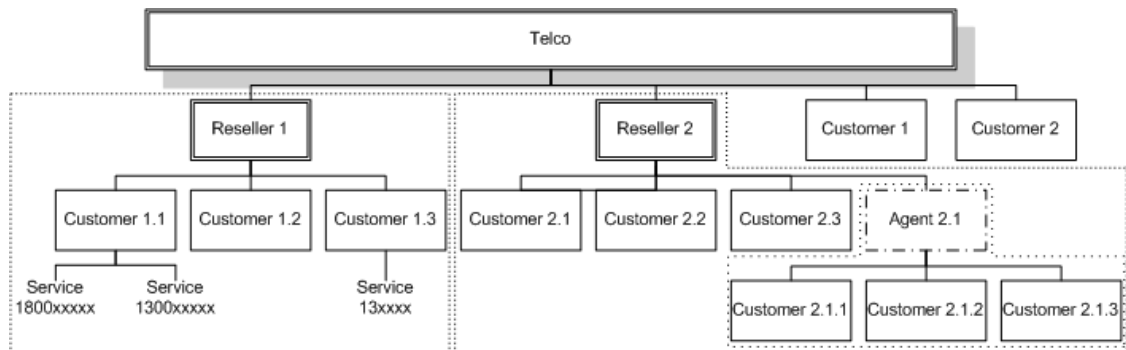 Telco
Reseller 1
Reseller 2
Customer 1
Customer 2
Customer 1.1
Customer 1.2
Customer 1.3
Customer 2.1
Customer 2.2
Customer 2.3
Agent 2.1
Service
1800xxxxx
Service
1300xxxxx
Service
13xxxx
Customer 2.1.1
Customer 2.1.2
Customer 2.1.3